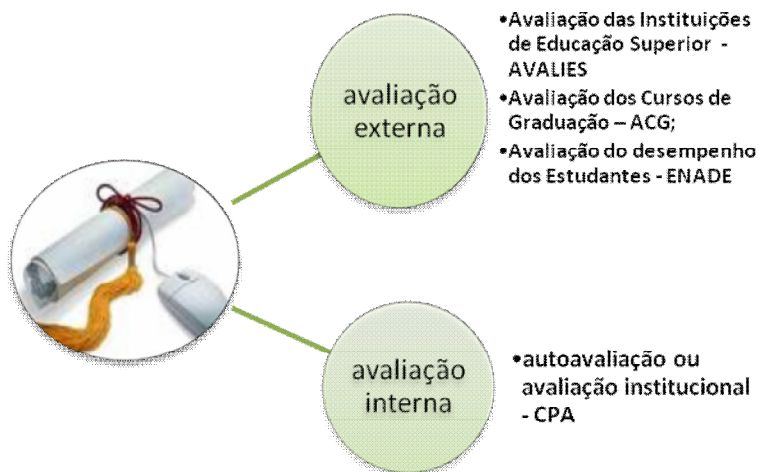 avaliação
externa
•Avaliação das Instituições
de Educação Superior -
AVALIES
•Avaliação dos Cursos de
Graduação – ACG;
•Avaliação do desempenho
dos Estudantes - ENADE
avaliação
interna
•autoavaliação ou
avaliação institucional
- CPA